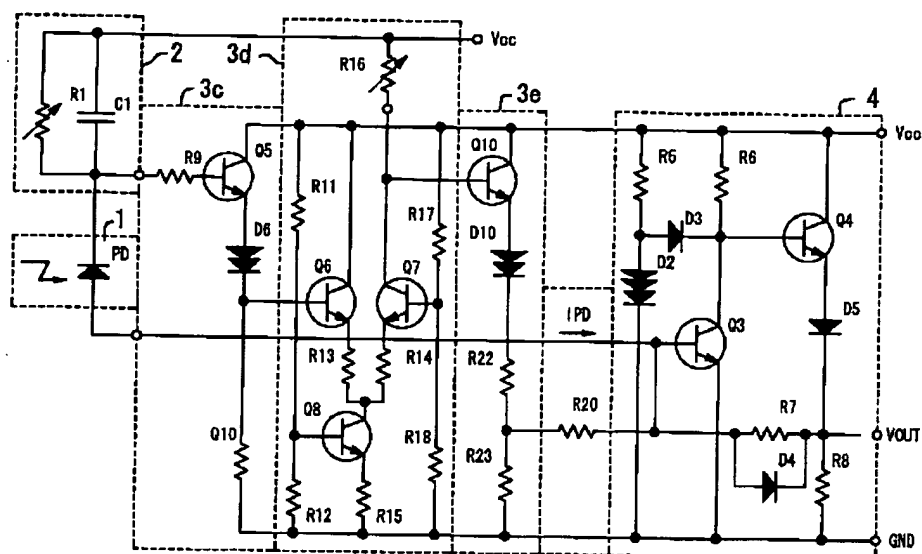 2
3d
R16
Vcc
3c
3e
4
R1
C1
Vcc
R9
Q5
R11
Q10
R5
R6
R17
D3
Q4
1
PD
D6
Q6
Q7
D10
D2
D5
IPD
Q3
R13
R14
R22
Q8
R20
R7
VOUT
Q10
R18
R23
D4
R8
R12
R15
GND